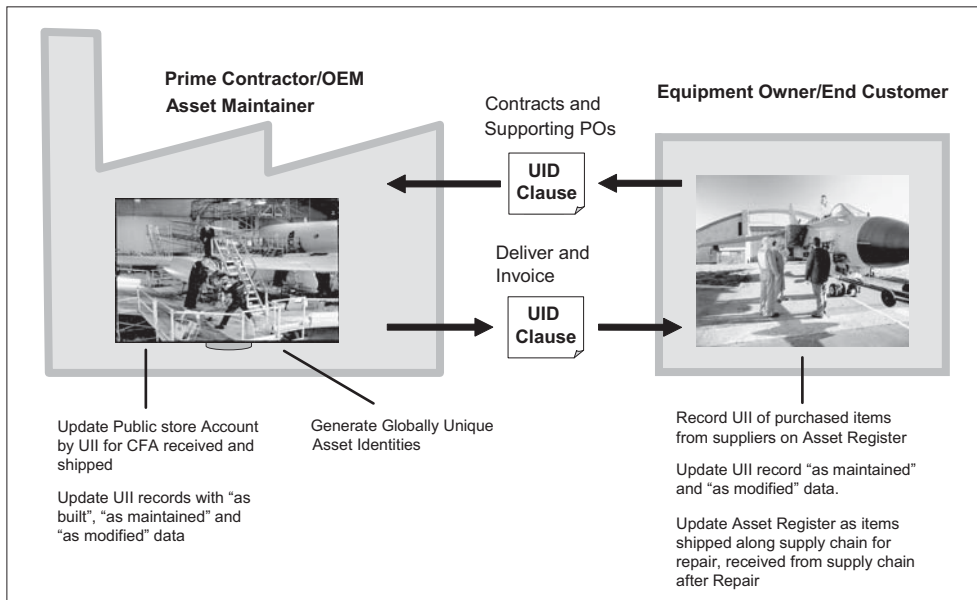 Prime Contractor/OEM
Asset Maintainer
Contracts and
Supporting POs
UID
Clause
Equipment Owner/End Customer
Deliver and
Invoice
UID
Clause
Update Public store Account
by UII for CFA received and
shipped
Update UII records with “as
built”, “as maintained” and
“as modified” data
Generate Globally Unique
Asset Identities
Record UII of purchased items
from suppliers on Asset Register
Update UII record “as maintained”
and “as modified” data.
Update Asset Register as items
shipped along supply chain for
repair, received from supply chain
after Repair